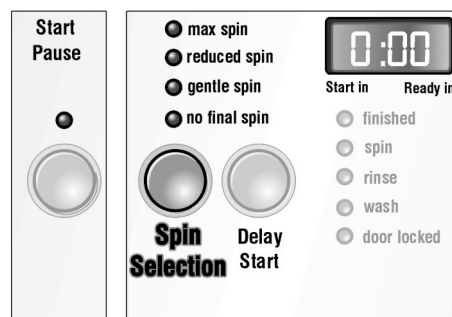 Start
Pause
max spin
reduced spin
gentle spin
no final spin
Spin
Selection
Delay
Start
0:00
Start in
Ready in
finished
spin
rinse
wash
door locked